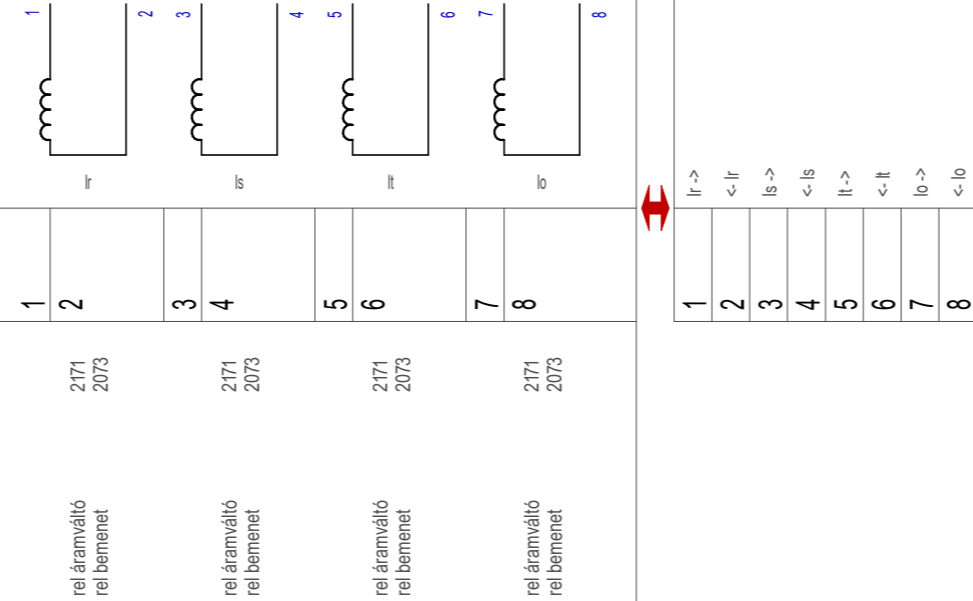 1 2 3 4 5 6 7 8
Ir Is It Io
Ir -> <- Ir Is -> <- Is It -> <- It Io -> <- Io
1 2 3 4 5 6 7 8
1 2 3 4 5 6 7 8
2171 2171 2171 2171
2073 2073 2073 2073
rel áramváltó rel áramváltó rel áramváltó rel áramváltó
rel bemenet rel bemenet rel bemenet rel bemenet